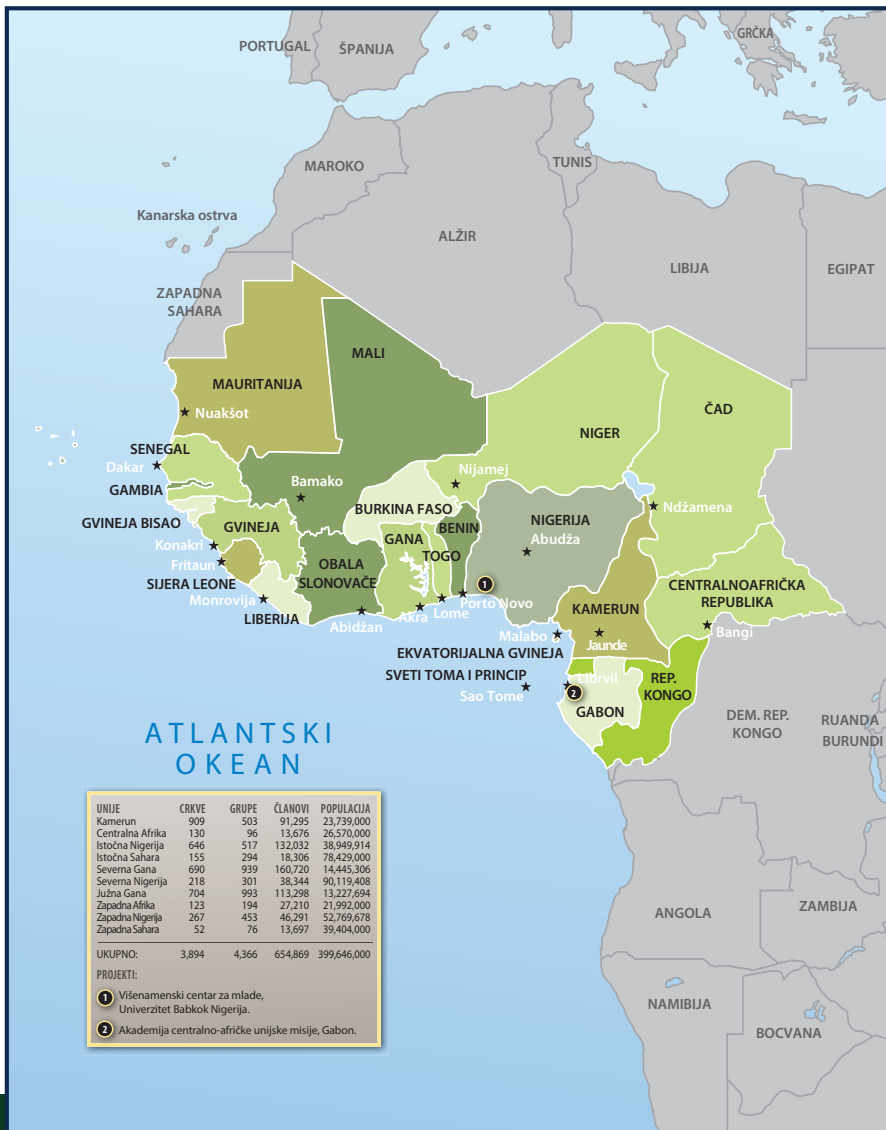 PORTUGAL
ŠPANIJA
GRČKA
MAROKO
TUNIS
Kanarska ostrva
ALŽIR
LIBIJA
EGIPAT
ZAPADNA
SAHARA
MALI
MAURITANIJA
Nuakšot
ČAD
NIGER
SENEGAL
Dakar
Nijamej
Bamako
GAMBIA
BURKINA FASO
Ndžamena
GVINEJA BISAO
GVINEJA
NIGERIJA
BENIN
GANA
Abudža
Konakri
TOGO
Fritaun
OBALA
SLONOVAČE
SIJERA LEONE
CENTRALNOAFRIČKA
REPUBLIKA
1
Monrovija
Lome
Porto Novo
KAMERUN
LIBERIJA
Abidžan
Akra
Malabo
Jaunde
Bangi
EKVATORIJALNA GVINEJA
SVETI TOMA I PRINCIP
Librvil
REP.
KONGO
Sao Tome
2
GABON
DEM. REP.
KONGO
RUANDA
BURUNDI
ATLANTSKI
OKEAN
UNIJE CRKVE GRUPE ČLANOVI POPULACIJA
Kamerun 909 503 91,295 23,739,000
Centralna Afrika 130 96 13,676 26,570,000
Istočna Nigerija 646 517 132,032 38,949,914
Istočna Sahara 155 294 18,306 78,429,000
Severna Gana 690 939 160,720 14,445,306
Severna Nigerija 218 301 38,344 90,119,408
Južna Gana 704 993 113,298 13,227,694
Zapadna Afrika 123 194 27,210 21,992,000
Zapadna Nigerija 267 453 46,291 52,769,678
Zapadna Sahara 52 76 13,697 39,404,000
UKUPNO: 3,894 4,366 654,869 399,646,000
PROJEKTI:
1 Višenamenski centar za mlade,
Univerzitet Babkok Nigerija.
2 Akademija centralno-afričke unijske misije, Gabon.
ANGOLA
ZAMBIJA
NAMIBIJA
BOCVANA